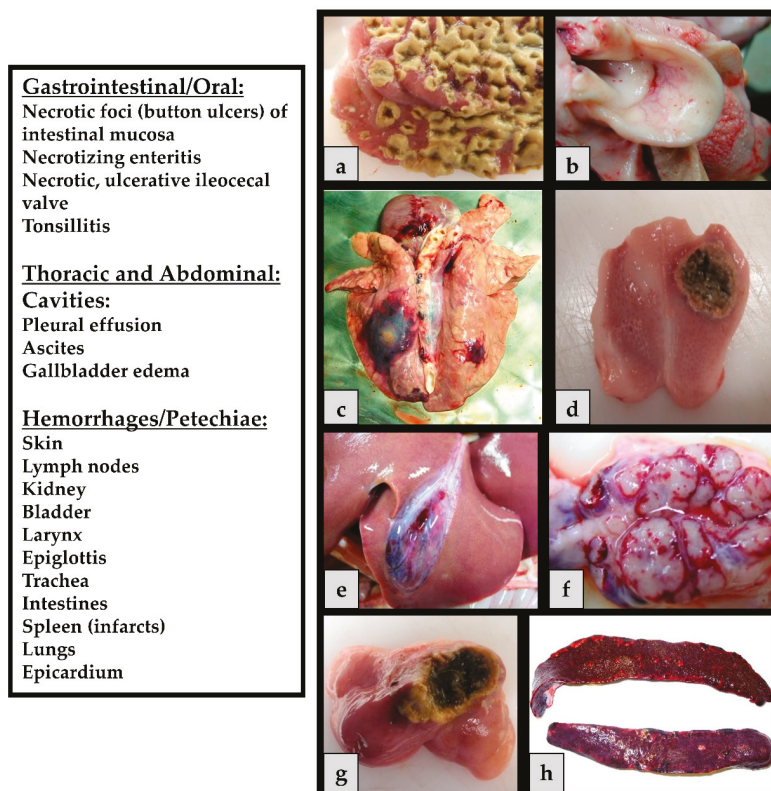 Gastrointestinal/Oral:
Necrotic foci (button ulcers) of
intestinal mucosa
Necrotizing enteritis
Necrotic, ulcerative ileocecal
valve
Tonsillitis
Thoracic and Abdominal:
Cavities:
Pleural effusion
Ascites
Gallbladder edema
Hemorrhages/Petechiae:
Skin
Lymph nodes
Kidney
Bladder
Larynx
Epiglottis
Trachea
Intestines
Spleen (infarcts)
Lungs
Epicardium
a
b
c
d
e
f
g
h